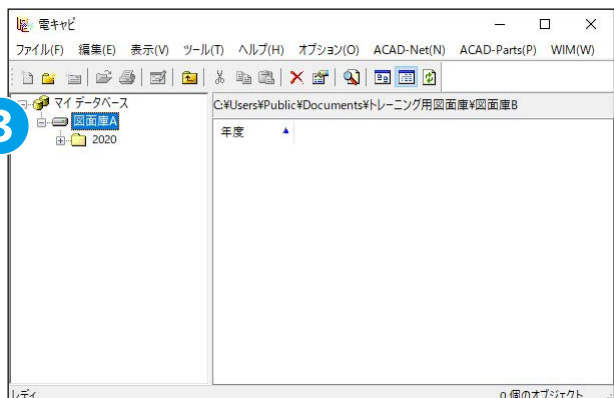 電キャビ
ファイル(F) 編集(E) 表示(V) ツール(T) ヘルプ(H) オプション(O) ACAD-Net(N) ACAD-Parts(P) WIM(W)
マイ データベース
C:¥Users¥Public¥Documents¥トレーニング用図面庫¥図面庫B
3
図面庫A
年度
2020
レディ
0 個のオブジェクト